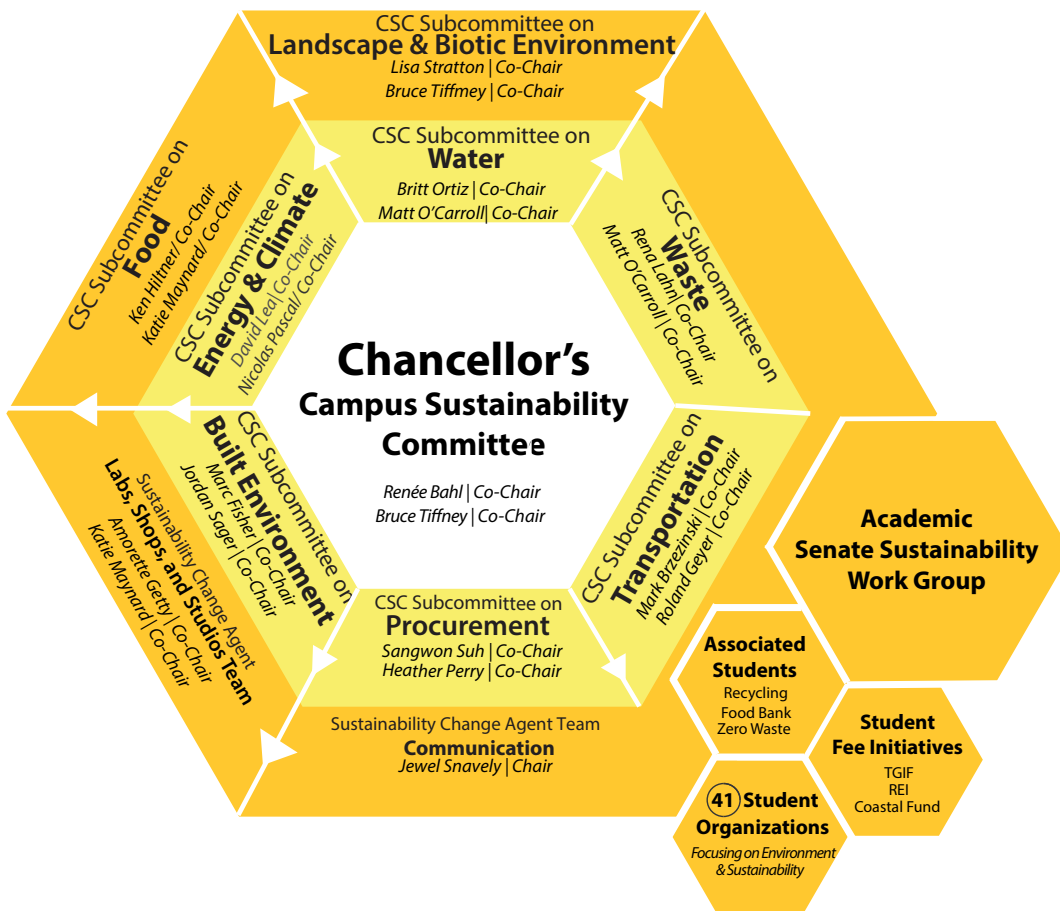 CSC Subcommittee on
Landscape & Biotic Environment
Lisa Stratton | Co-Chair
Bruce Tiffmey | Co-Chair
CSC Subcommittee on
Water
Britt Ortiz | Co-Chair
Matt O'Carroll| Co-Chair
CSC Subcommittee on
Food
Ken Hiltner/ Co-Chair
Katie Maynard/ Co-Chair
CSC Subcommittee on
Energy & Climate
David Lea| Co-Chair
Nicolas Pascal/ Co-Chair
CSC Subcommittee on
Waste
Rena Lahn| Co-Chair
Matt O'Carroll | Co-Chair
Chancellor's
Campus Sustainability
Committee
Renée Bahl | Co-Chair
Bruce Tiffney | Co-Chair
Sustainability Change Agent
Labs, Shops, and Studios Team
Amorette Getty | Co-Chair
Katie Maynard | Co-Chair
CSC Subcommittee on
Built Environment
Marc Fisher | Co-Chair
Jordan Sager | Co-Chair
CSC Subcommittee on
Transportation
Mark Brzezinski | Co-Chair
Roland Geyer | Co-Chair
CSC Subcommittee on
Procurement
Sangwon Suh | Co-Chair
Heather Perry | Co-Chair
Sustainability Change Agent Team
Communication
Jewel Snavely | Chair
Academic
Senate Sustainability
Work Group
Associated
Students
Recycling
Food Bank
Zero Waste
Student
Fee Initiatives
TGIF
REI
Coastal Fund
41 Student
Organizations
Focusing on Environment
& Sustainability